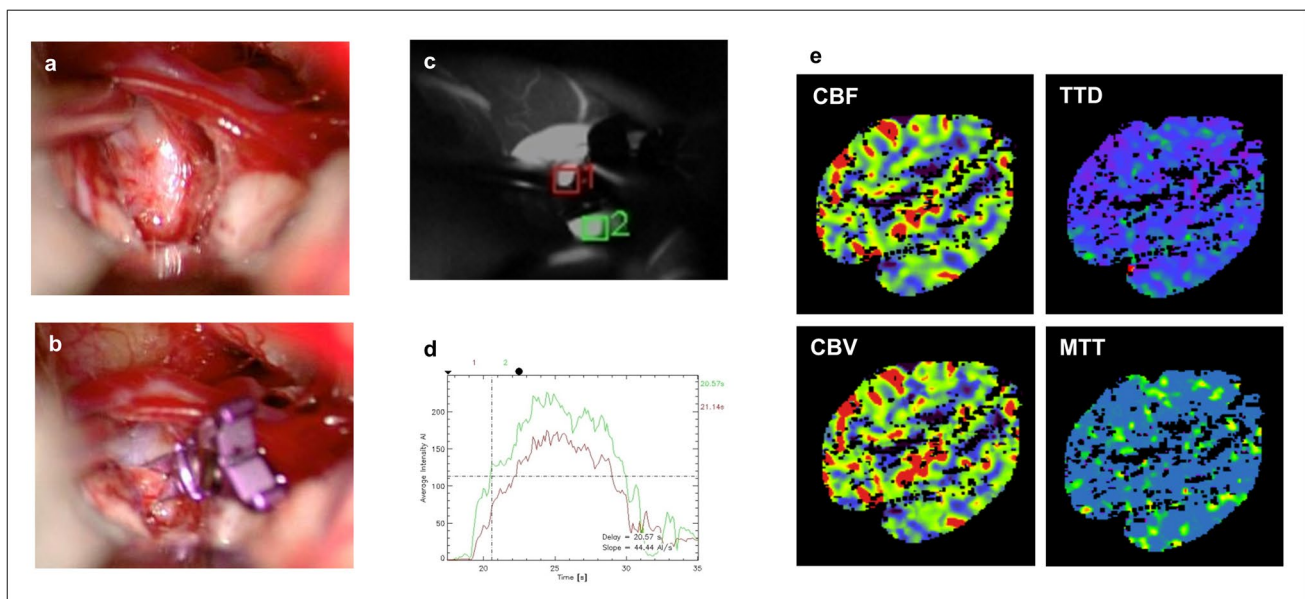 a
b
c
1
2
d
1 2
20.57s
21.14s
200
150
100
50
0
20 25 30 35
Average Intensity AI
Time [s]
Delay = 20.57 s
Slope = 44.44 AI/s
e
CBF
TTD
CBV
MTT